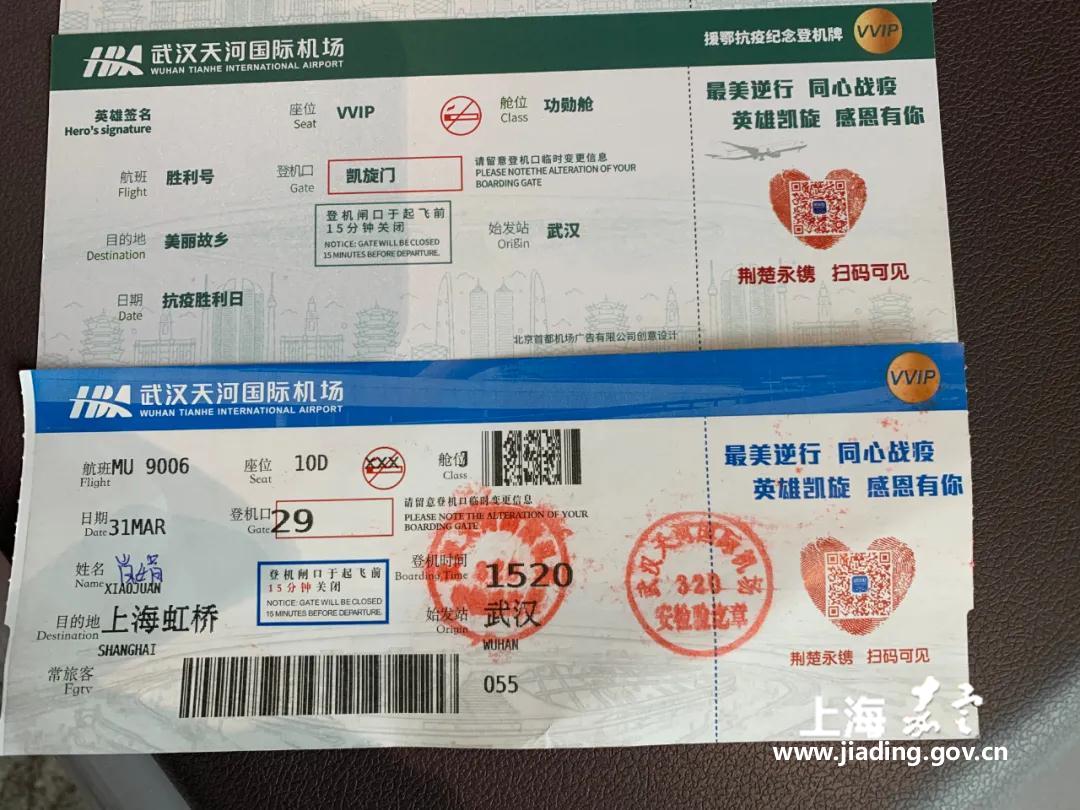 HBA 武汉天河国际机场
WUHAN TIANHE INTERNATIONAL AIRPORT
援鄂抗疫纪念登机牌
VVIP
英雄签名
Hero's signature
座位 VVIP
Seat
舱位 功勋舱
Class
航班 胜利号
Flight
登机口 凯旋门
Gate
请留意登机口临时变更信息
PLEASE NOTETHE ALTERATION OF YOUR
BOARDING GATE
目的地 美丽故乡
Destination
登机闸口于起飞前
15分钟关闭
NOTICE: GATE WILL BE CLOSED
15 MINUTES BEFORE DEPARTURE.
始发站 武汉
Origin
日期 抗疫胜利日
Date
北京首都机场广告有限公司创意设计
最美逆行 同心战疫
英雄凯旋 感恩有你
荆楚永镌 扫码可见
HBA 武汉天河国际机场
WUHAN TIANHE INTERNATIONAL AIRPORT
VVIP
航班 MU 9006
Flight
座位 10D
Seat
XXX
舱位
Class
日期 31MAR
Date
登机口 29
Gate
请留意登机口临时变更信息
PLEASE NOTE THE ALTERATION OF YOUR
BOARDING GATE
姓名
Name XIAOJUAN
登机闸口于起飞前
15分钟关闭
NOTICE: GATE WILL BE CLOSED
15 MINUTES BEFORE DEPARTURE.
登机时间 1520
Boarding Time
目的地 上海虹桥
Destination
SHANGHAI
始发站 武汉
Origin
WUHAN
常旅客
Fqtv
055
武汉天河国际机场
320
安检验讫章
最美逆行 同心战疫
英雄凯旋 感恩有你
荆楚永镌 扫码可见
上海嘉定
www.jiading.gov.cn